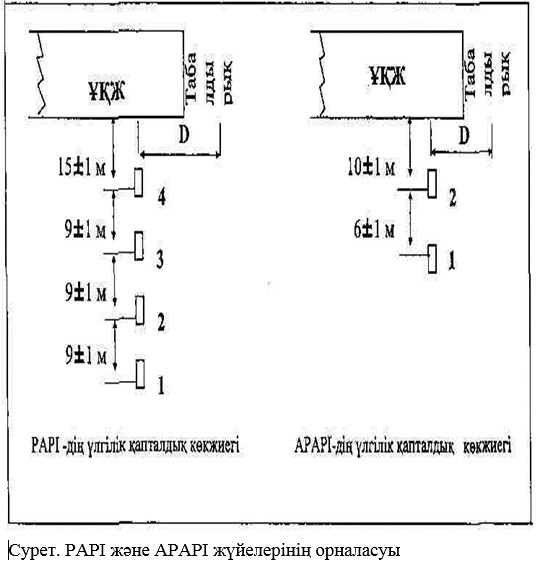 ҰҚЖ
Таба
лды
рық
D
15±1 м
4
9±1 м
3
9±1 м
2
9±1 м
1
PAPI -дің үлгілік қапталдық көкжиегі
ҰҚЖ
Таба
лды
рық
D
10±1 м
2
6±1 м
1
APAPI-дің үлгілік қапталдық көкжиегі
Сурет. PAPI және APAPI жүйелерінің орналасуы